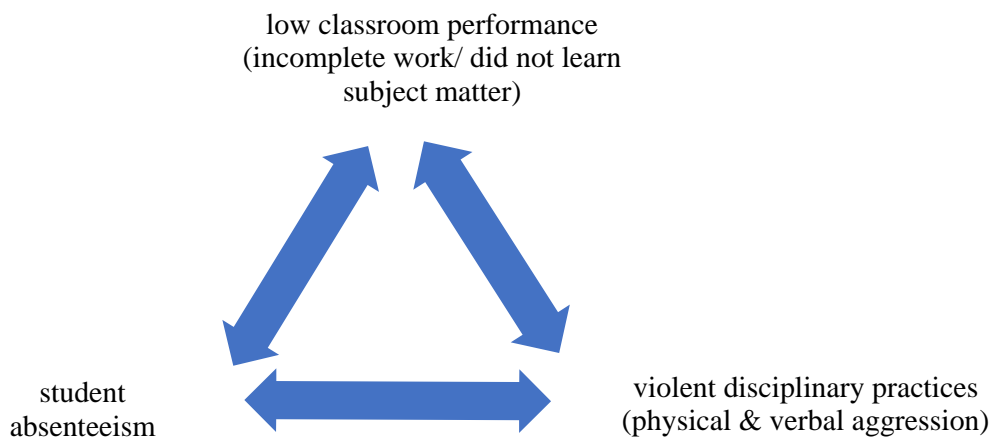 low classroom performance
(incomplete work/ did not learn
subject matter)
student
absenteeism
violent disciplinary practices
(physical & verbal aggression)